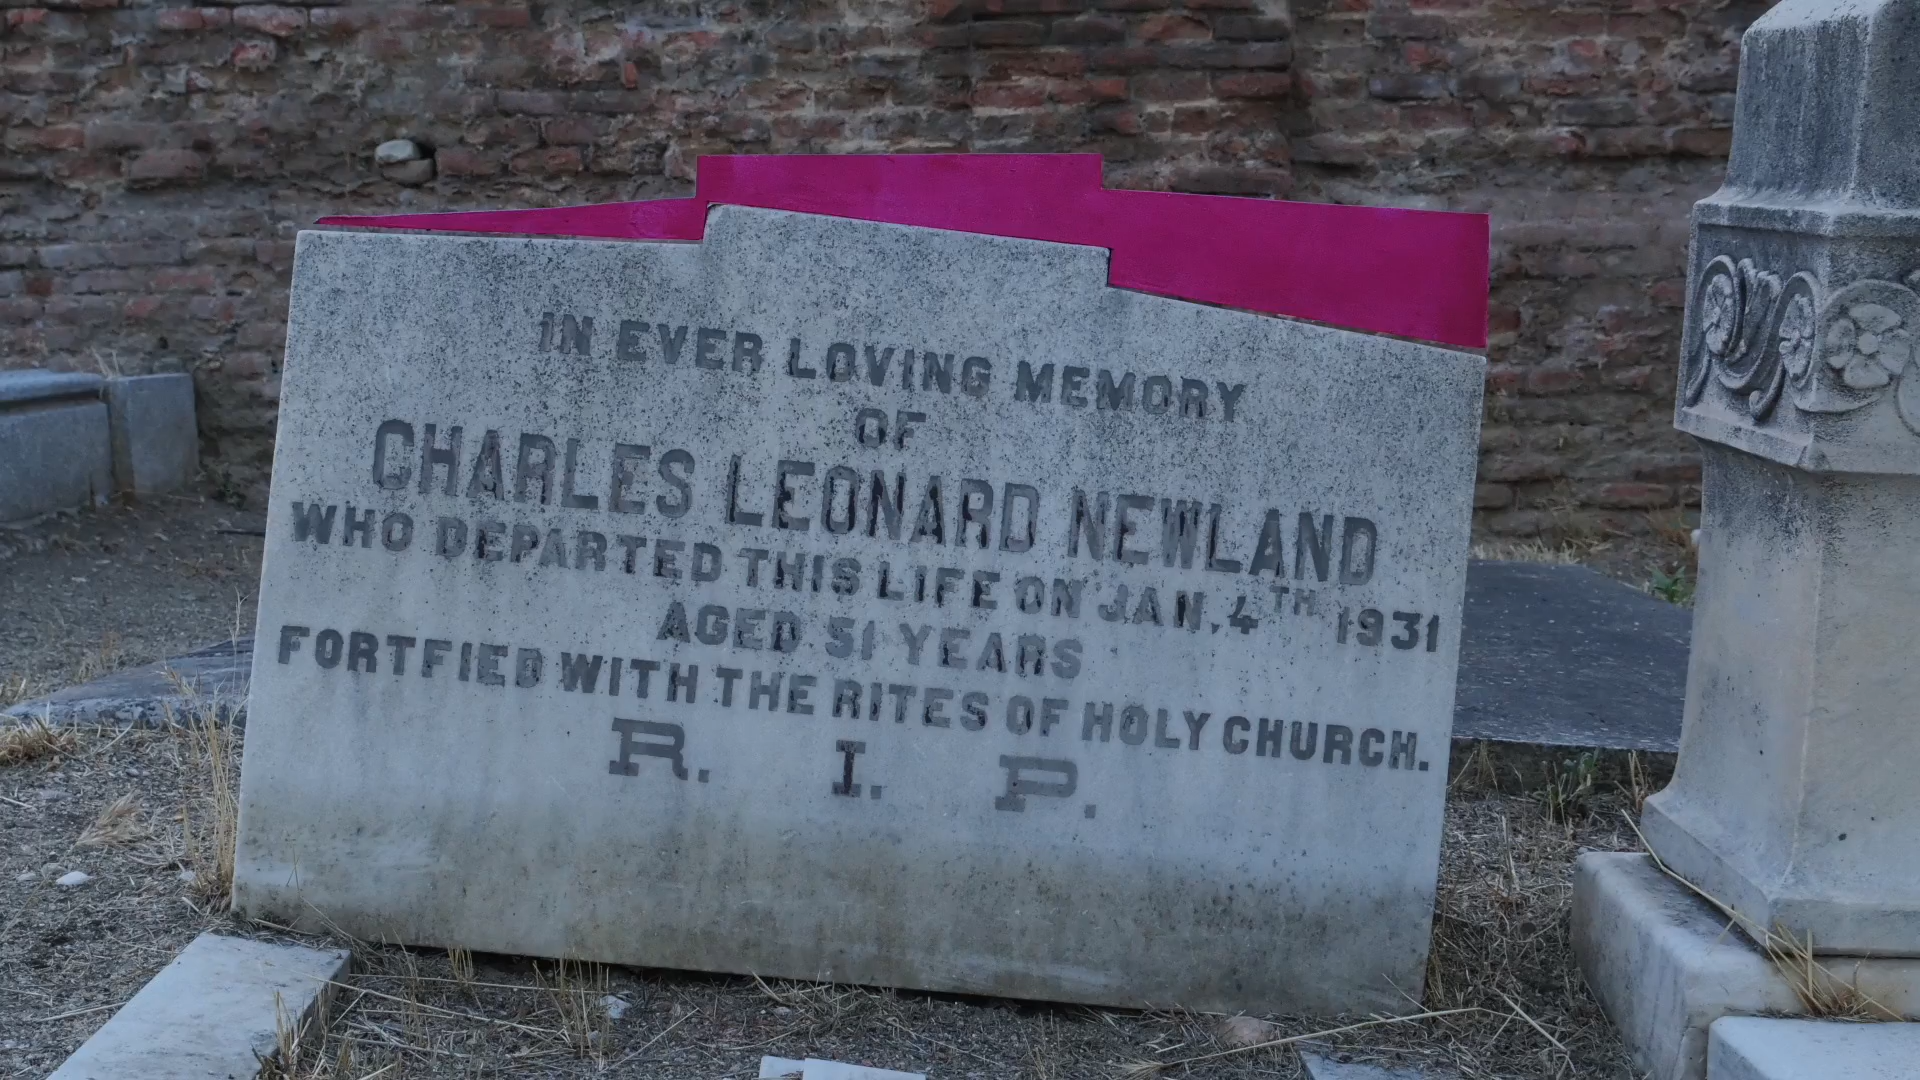 IN EVER LOVING MEMORY
OF
CHARLES LEONARD NEWLAND
WHO DEPARTED THIS LIFE ON JAN. 4TH 1931
AGED 51 YEARS
FORTFIED WITH THE RITES OF HOLY CHURCH.
R. I. P.